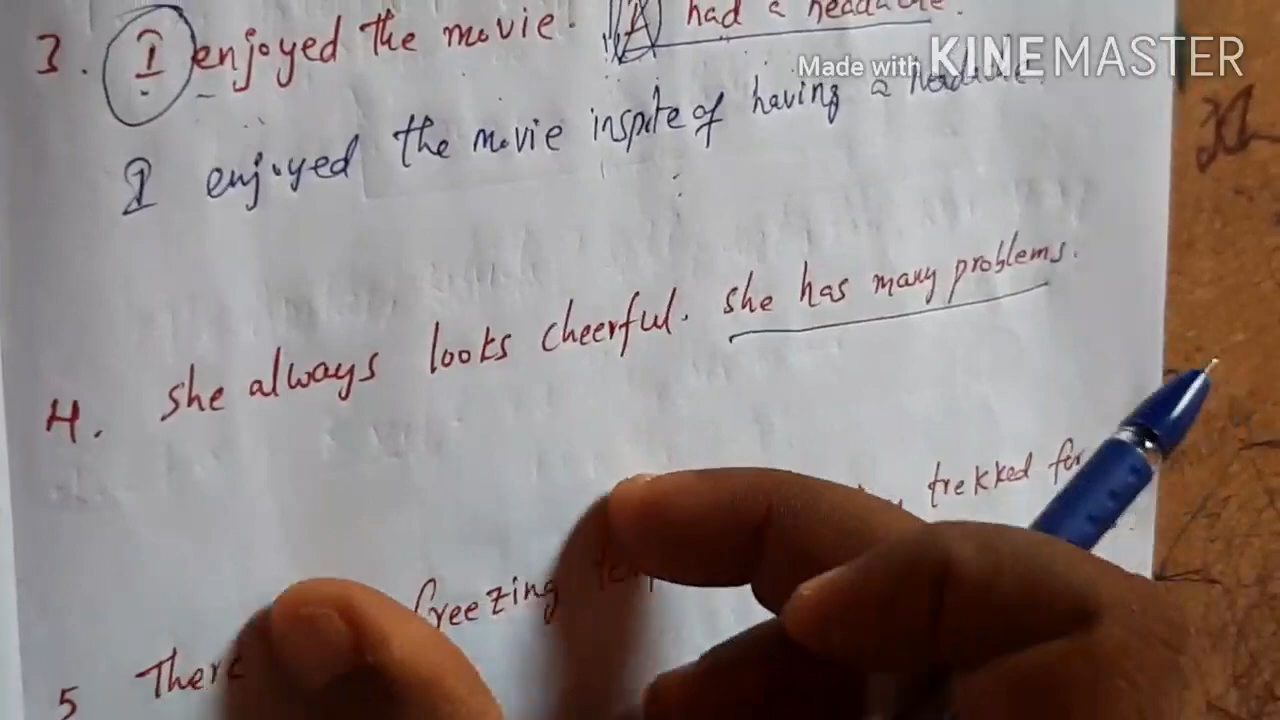 3. I enjoyed the movie. I had a headache.
Made with KINEMASTER
I enjoyed the movie inspite of having a headache.
4. she always looks cheerful. she has many problems.
trekked for
5 There freezing